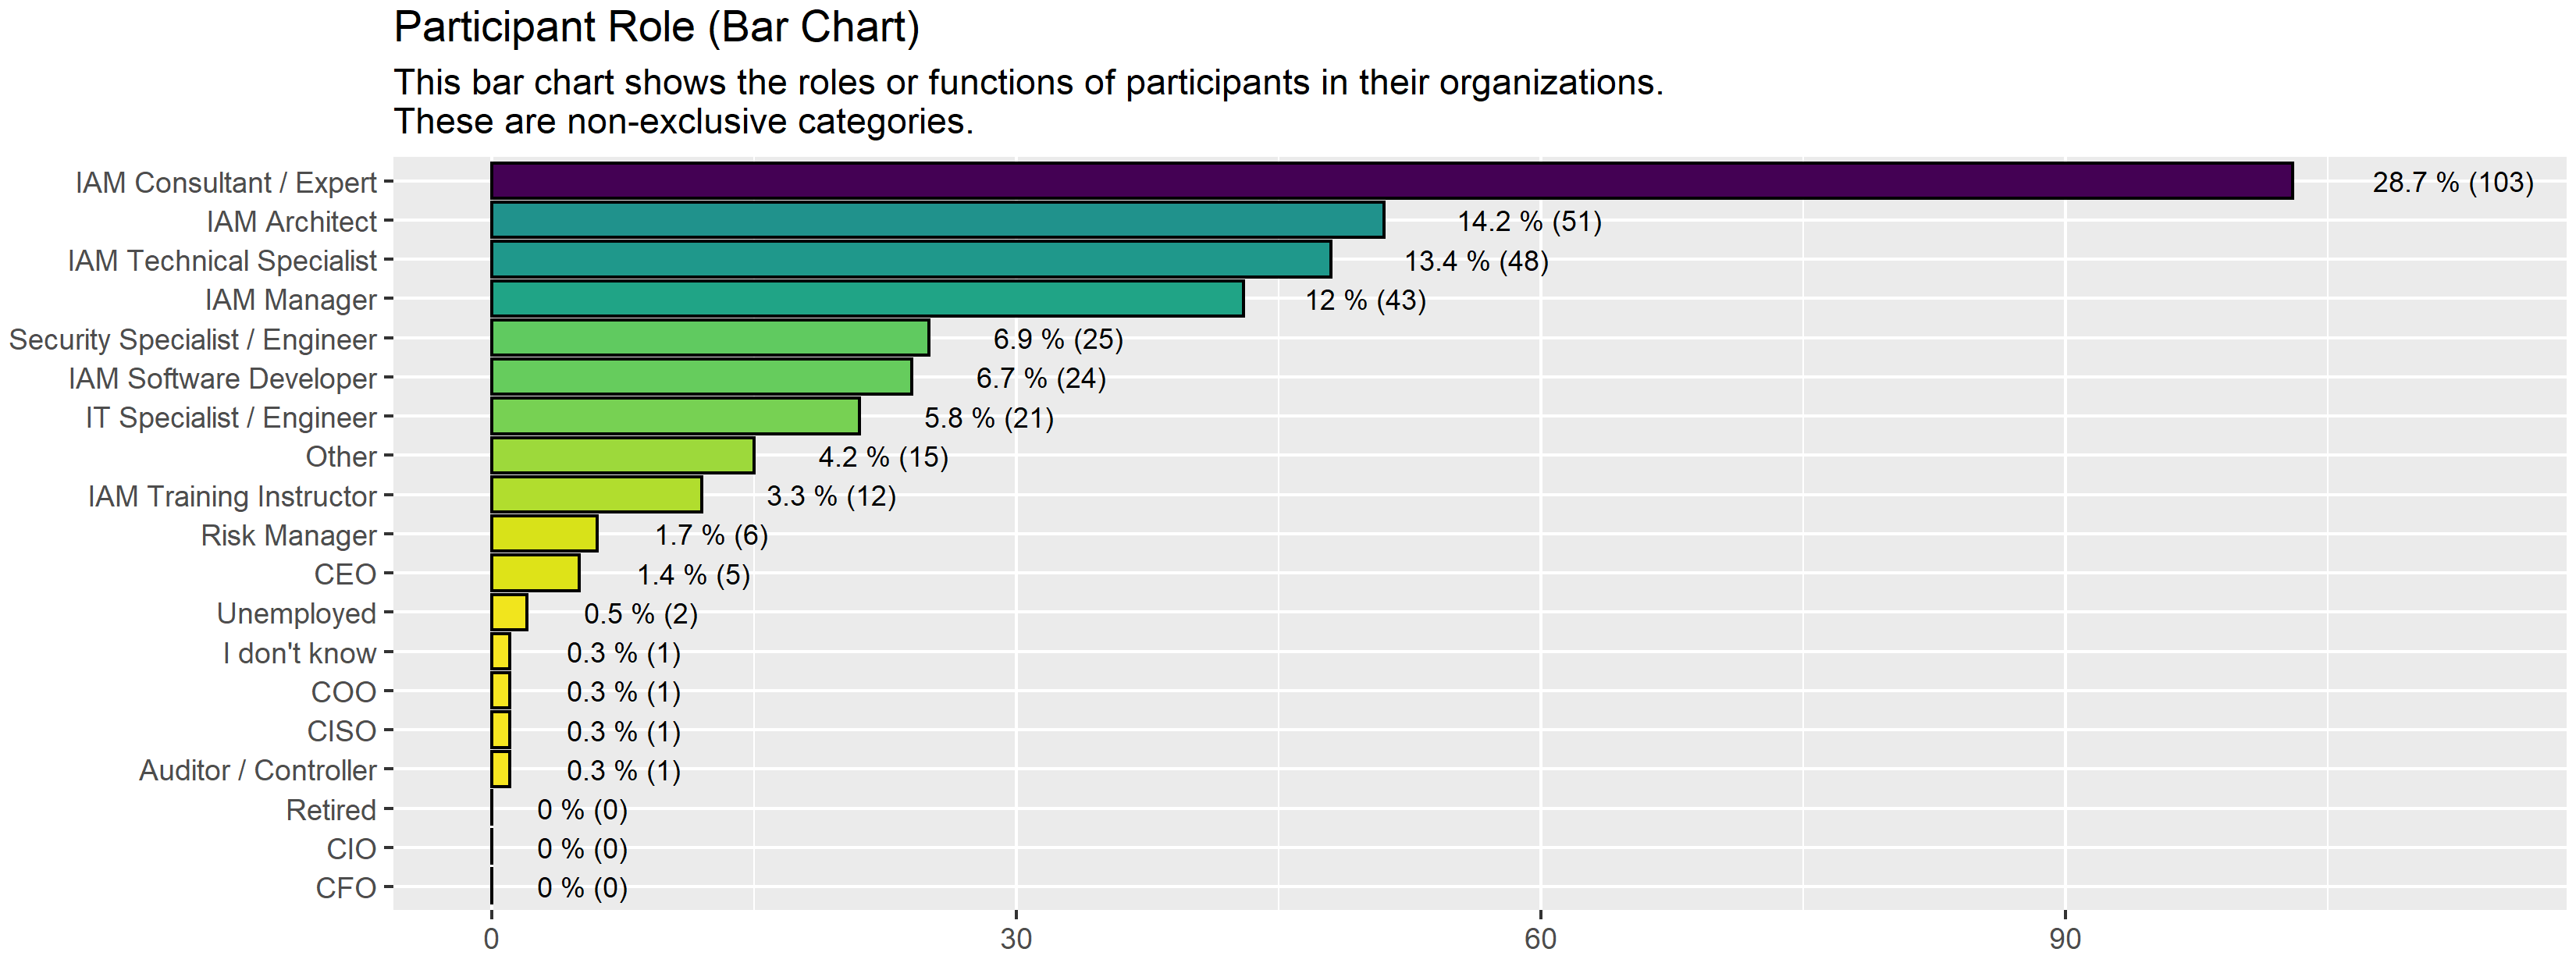 Participant Role (Bar Chart)
This bar chart shows the roles or functions of participants in their organizations.
These are non-exclusive categories.
IAM Consultant / Expert 28.7 % (103)
IAM Architect 14.2 % (51)
IAM Technical Specialist 13.4 % (48)
IAM Manager 12 % (43)
Security Specialist / Engineer 6.9 % (25)
IAM Software Developer 6.7 % (24)
IT Specialist / Engineer 5.8 % (21)
Other 4.2 % (15)
IAM Training Instructor 3.3 % (12)
Risk Manager 1.7 % (6)
CEO 1.4 % (5)
Unemployed 0.5 % (2)
I don't know 0.3 % (1)
COO 0.3 % (1)
CISO 0.3 % (1)
Auditor / Controller 0.3 % (1)
Retired 0 % (0)
CIO 0 % (0)
CFO 0 % (0)
0 30 60 90